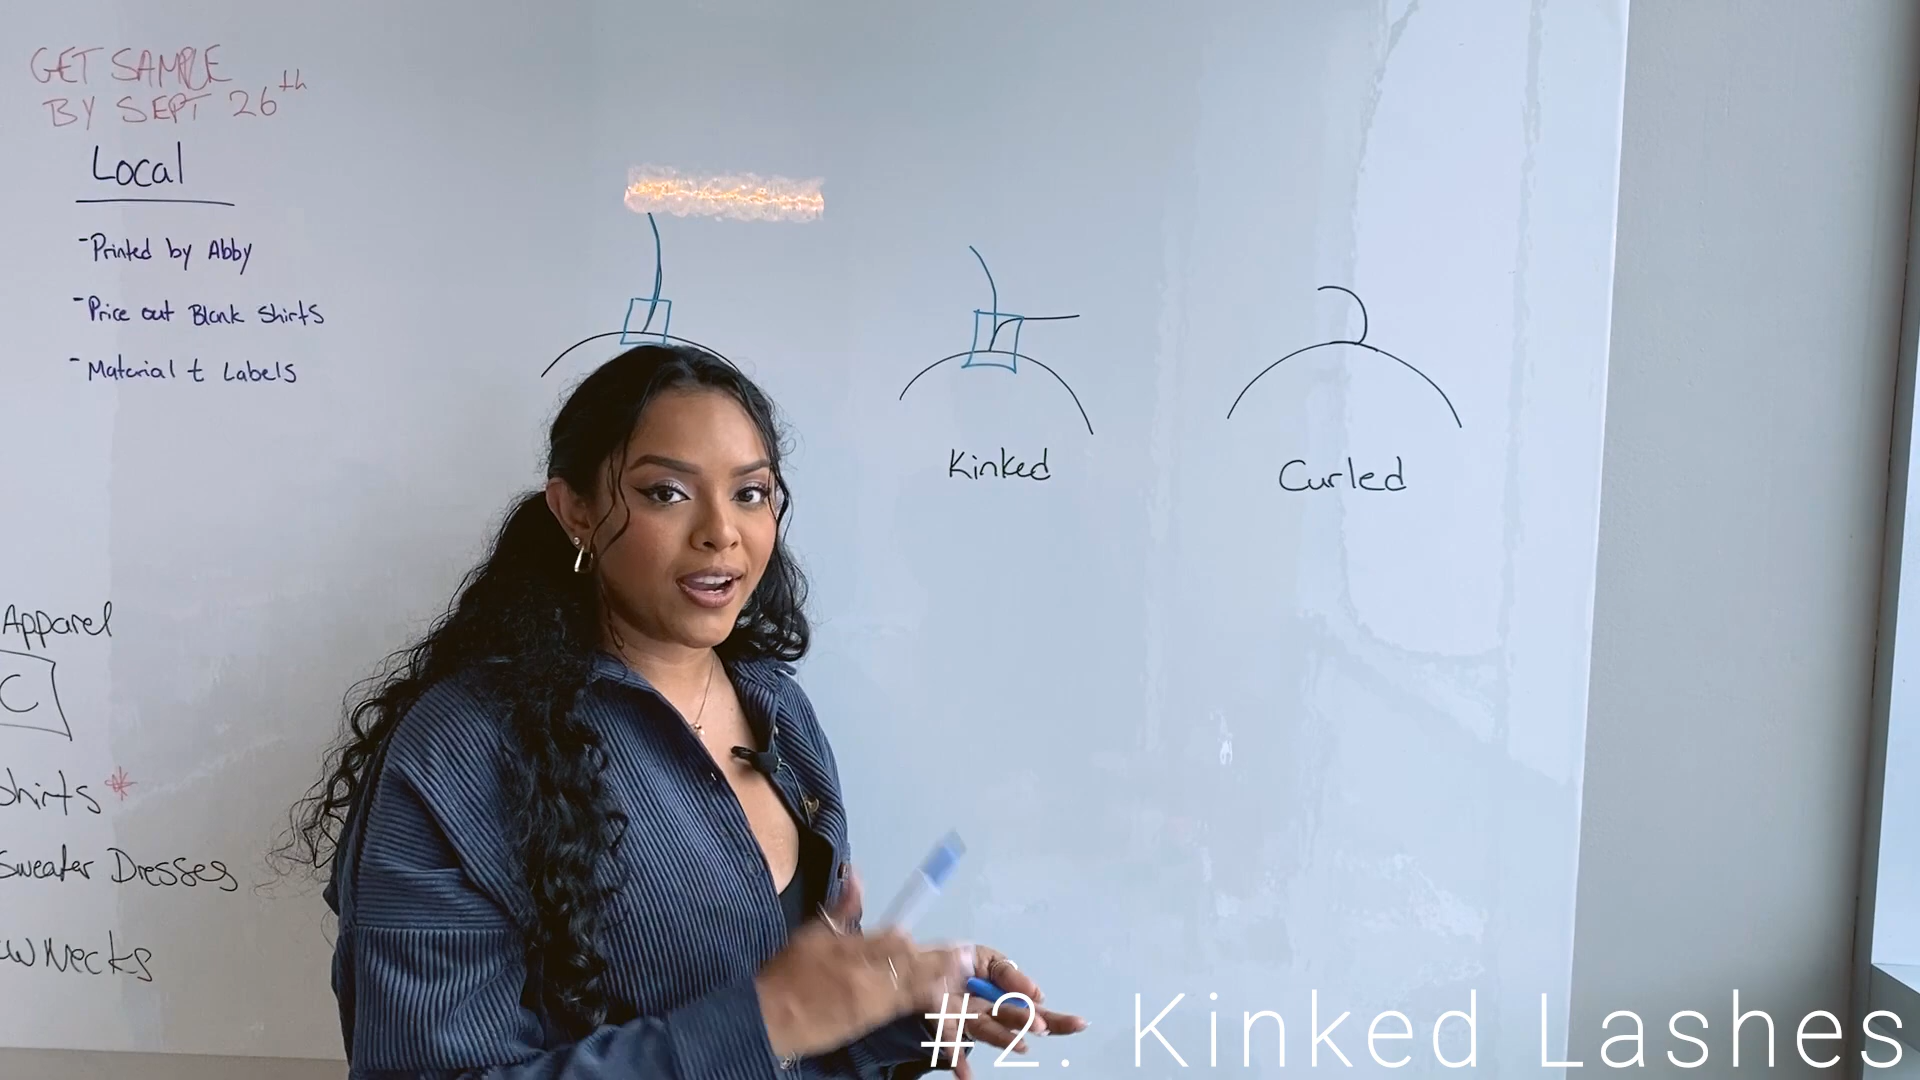 GET SAMPLE
BY SEPT 26th
Local
- Printed by Abby
- Price out Blank Shirts
- Material + Labels
Apparel
C
Shirts *
Sweater Dresses
Necks
Kinked
Curled
#2. Kinked Lashes